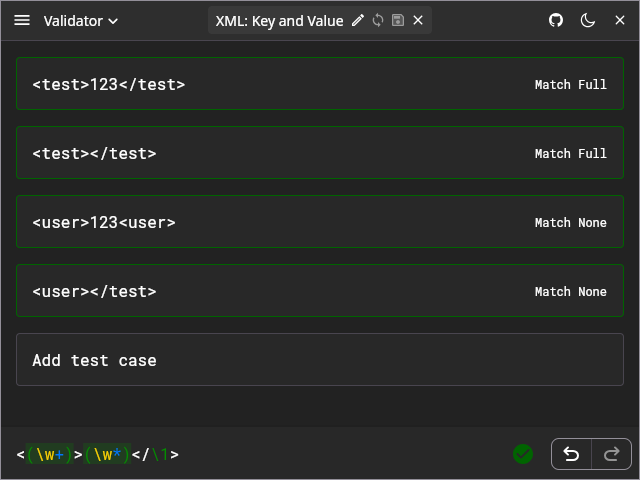 Validator
XML: Key and Value
<test>123</test>
Match Full
<test></test>
Match Full
<user>123<user>
Match None
<user></test>
Match None
Add test case
<(\w+)>(\w*)</\1>